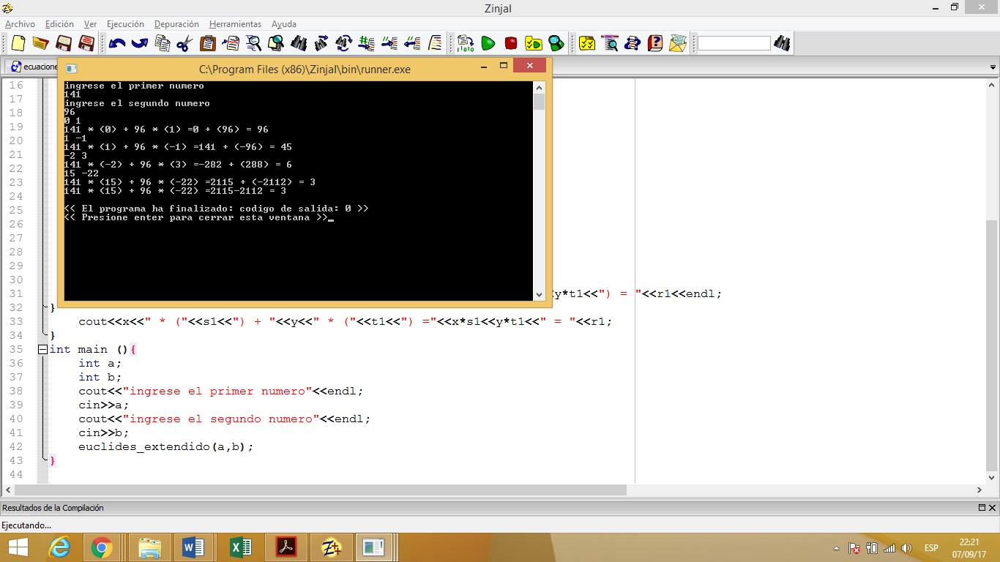 Zinjal
Archivo Edición Ver Ejecución Depuración Herramientas Ayuda
ecuacione
C:\Program Files (x86)\Zinjal\bin\runner.exe
ingrese el primer numero
141
ingrese el segundo numero
96
0 1
141 * (0) + 96 * (1) =0 + (96) = 96
1 -1
141 * (1) + 96 * (-1) =141 + (-96) = 45
-2 3
141 * (-2) + 96 * (3) =-282 + (288) = 6
15 -22
141 * (15) + 96 * (-22) =2115 + (-2112) = 3
141 * (15) + 96 * (-22) =2115-2112 = 3
<< El programa ha finalizado: codigo de salida: 0 >>
<< Presione enter para cerrar esta ventana >>
16
17
18
19
20
21
22
23
24
25
26
27
28
29
30
31 y*t1<<") = "<<r1<<endl;
32 }
33 cout<<x<<" * ("<<s1<<") + "<<y<<" * ("<<t1<<") ="<<x*s1<<y*t1<<" = "<<r1;
34 }
35 int main (){
36 int a;
37 int b;
38 cout<<"ingrese el primer numero"<<endl;
39 cin>>a;
40 cout<<"ingrese el segundo numero"<<endl;
41 cin>>b;
42 euclides_extendido(a,b);
43 }
44
Resultados de la Compilación
Ejecutando...
ESP
22:21
07/09/17